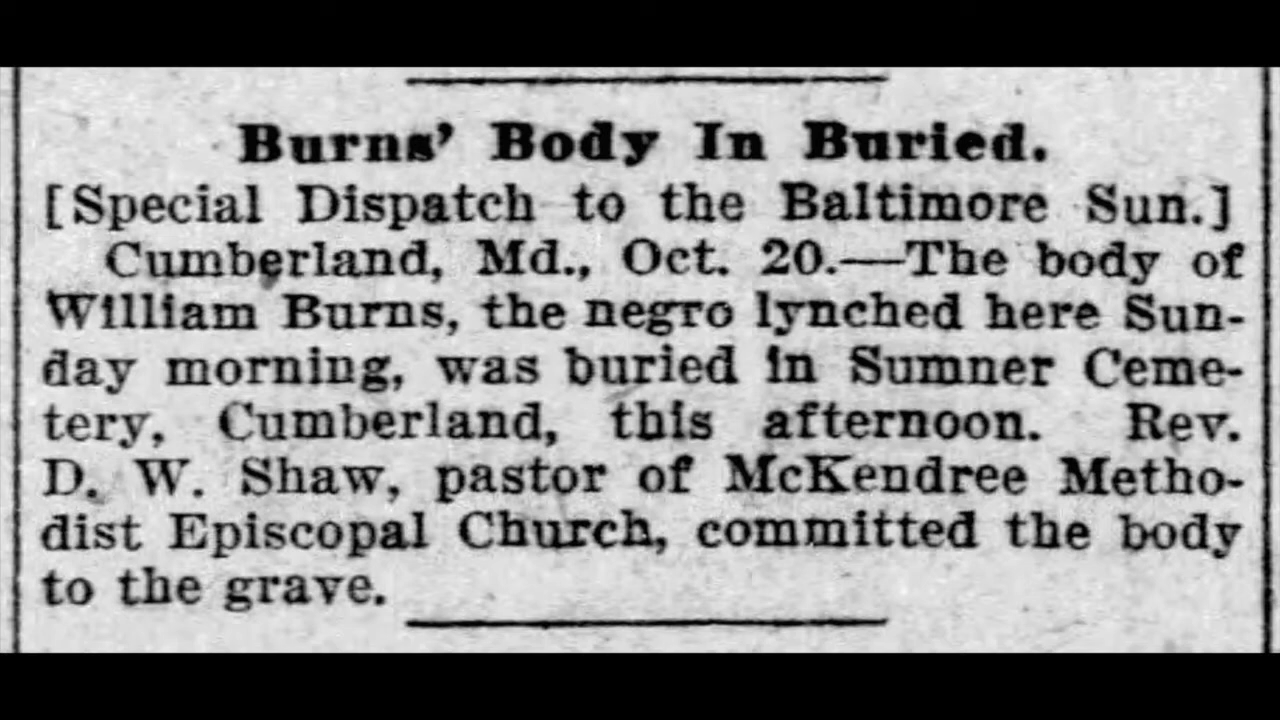 Burns' Body In Buried.
[Special Dispatch to the Baltimore Sun.]
Cumberland, Md., Oct. 20.—The body of
William Burns, the negro lynched here Sun-
day morning, was buried in Sumner Ceme-
tery, Cumberland, this afternoon. Rev.
D. W. Shaw, pastor of McKendree Metho-
dist Episcopal Church, committed the body
to the grave.